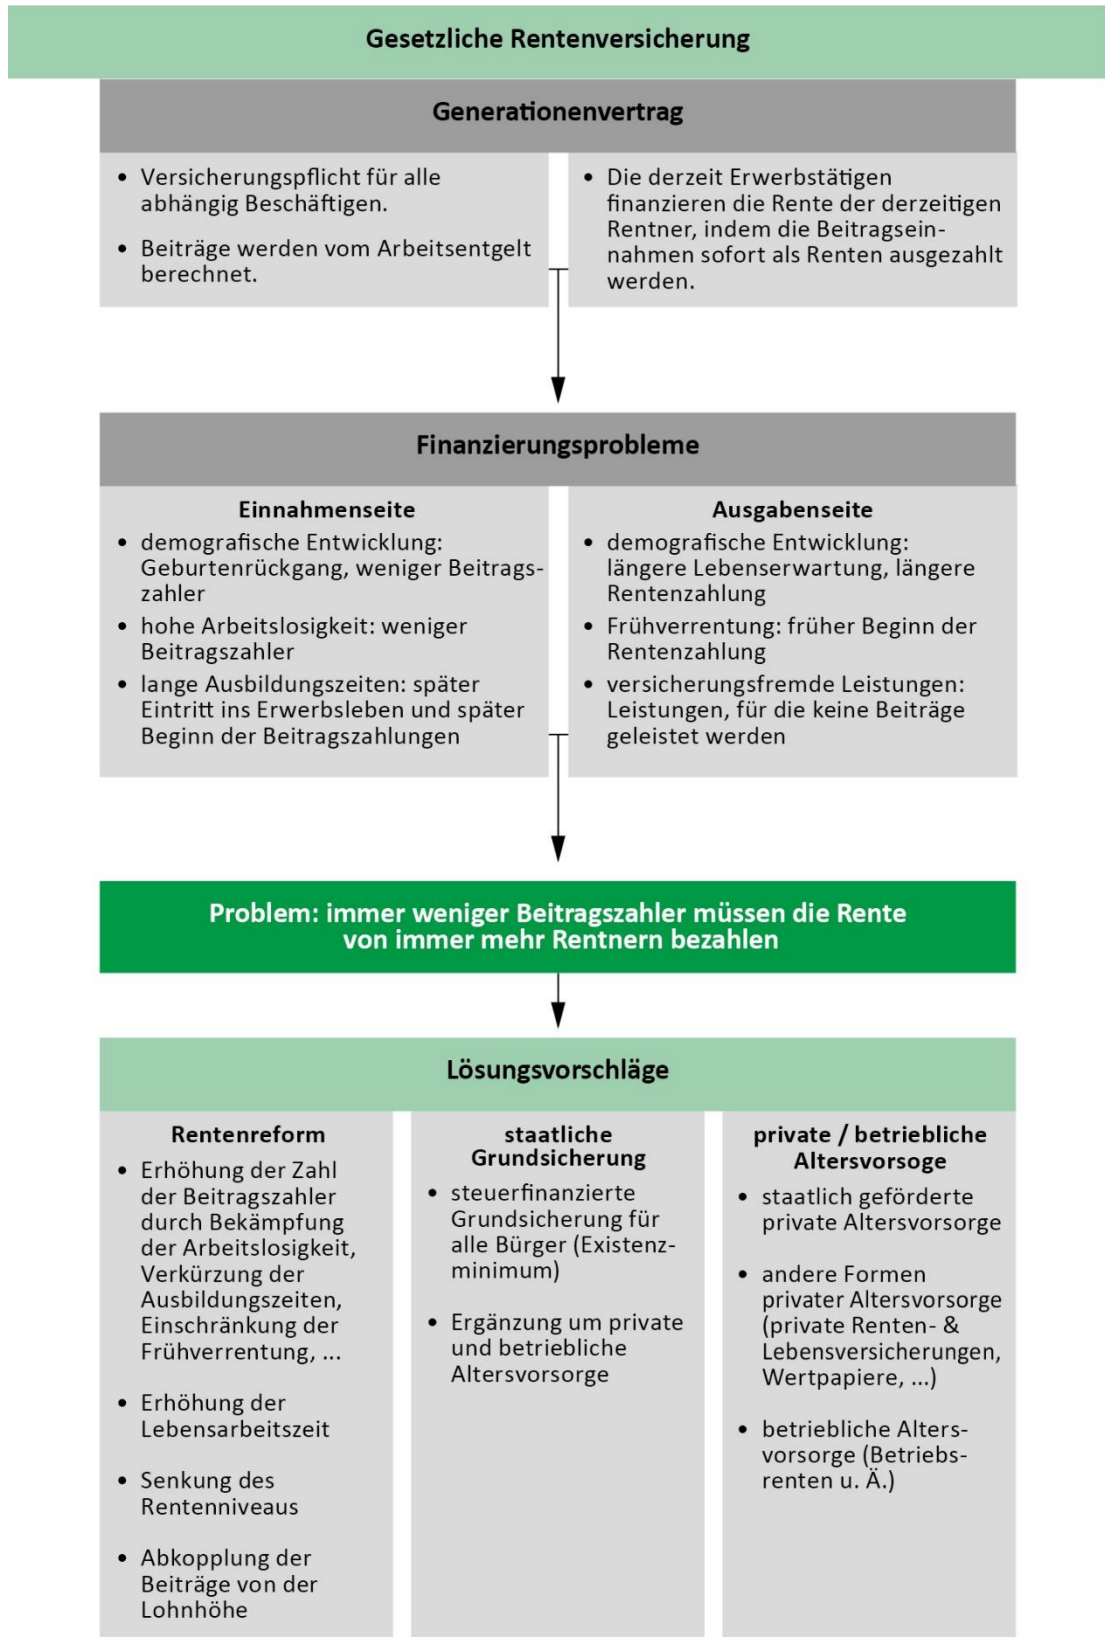 Gesetzliche Rentenversicherung
Generationenvertrag
• Versicherungspflicht für alle
abhängig Beschäftigen.
• Beiträge werden vom Arbeitsentgelt
berechnet.
• Die derzeit Erwerbstätigen
finanzieren die Rente der derzeitigen
Rentner, indem die Beitragsein-
nahmen sofort als Renten ausgezahlt
werden.
Finanzierungsprobleme
Einnahmenseite
• demografische Entwicklung:
Geburtenrückgang, weniger Beitrags-
zahler
• hohe Arbeitslosigkeit: weniger
Beitragszahler
• lange Ausbildungszeiten: später
Eintritt ins Erwerbsleben und später
Beginn der Beitragszahlungen
Ausgabenseite
• demografische Entwicklung:
längere Lebenserwartung, längere
Rentenzahlung
• Frühverrentung: früher Beginn der
Rentenzahlung
• versicherungsfremde Leistungen:
Leistungen, für die keine Beiträge
geleistet werden
Problem: immer weniger Beitragszahler müssen die Rente
von immer mehr Rentnern bezahlen
Lösungsvorschläge
Rentenreform
• Erhöhung der Zahl
der Beitragszahler
durch Bekämpfung
der Arbeitslosigkeit,
Verkürzung der
Ausbildungszeiten,
Einschränkung der
Frühverrentung, ...
• Erhöhung der
Lebensarbeitszeit
• Senkung des
Rentenniveaus
• Abkopplung der
Beiträge von der
Lohnhöhe
staatliche
Grundsicherung
• steuerfinanzierte
Grundsicherung für
alle Bürger (Existenz-
minimum)
• Ergänzung um private
und betriebliche
Altersvorsorge
private / betriebliche
Altersvorsoge
• staatlich geförderte
private Altersvorsorge
• andere Formen
privater Altersvorsorge
(private Renten- &
Lebensversicherungen,
Wertpapiere, ...)
• betriebliche Alters-
vorsorge (Betriebs-
renten u. Ä.)